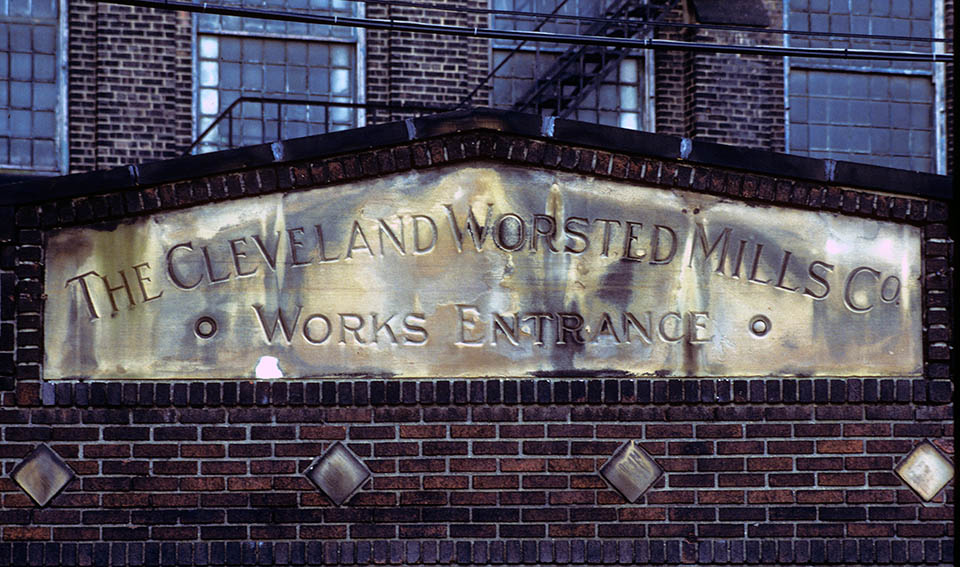 The Cleveland Worsted Mills Co.
Works Entrance